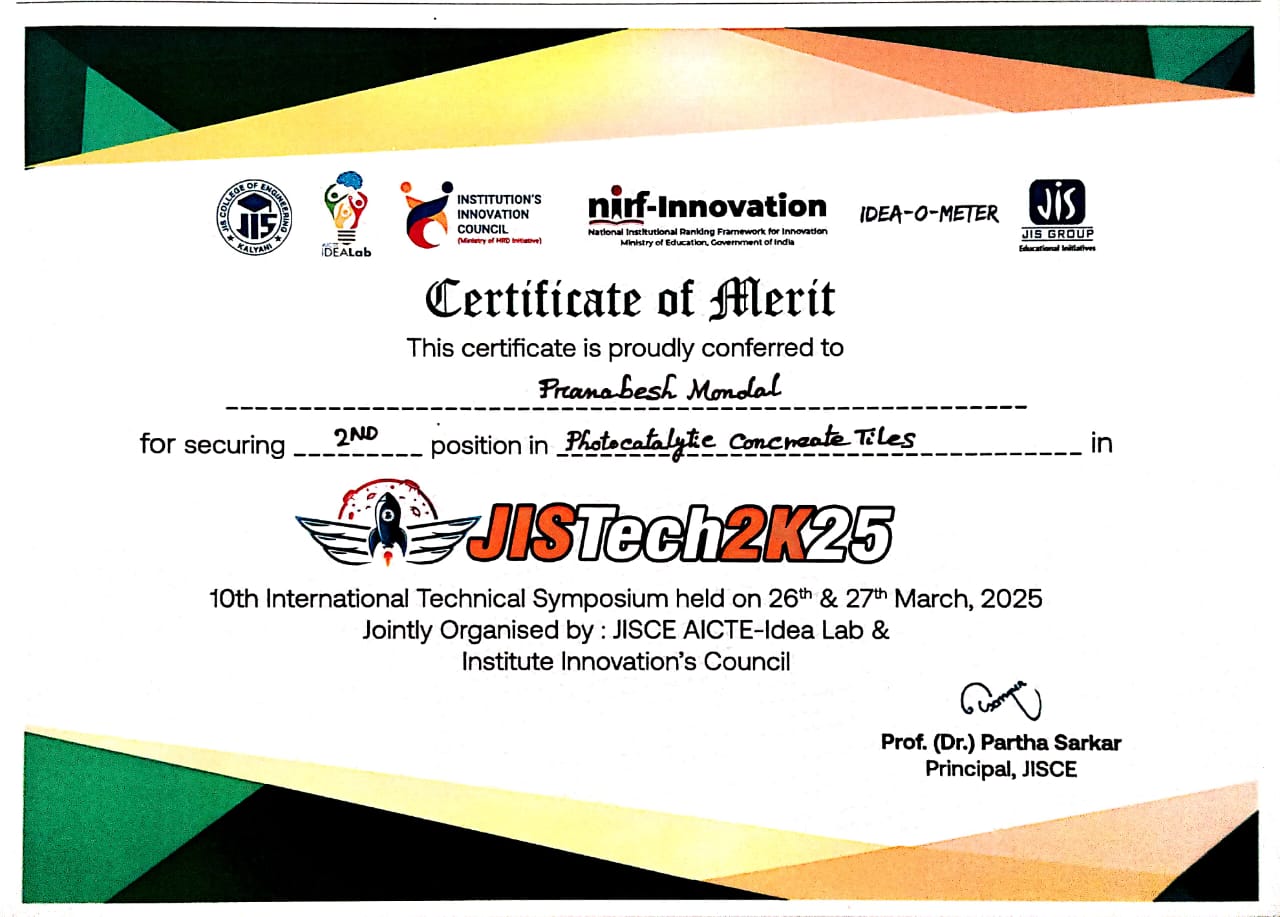 JIS COLLEGE OF ENGINEERING
JIS
KALYANI
AICTE
iDEALab
INSTITUTION'S
INNOVATION
COUNCIL
(Ministry of HRD Initiative)
nirf-Innovation
National Institutional Ranking Framework for Innovation
Ministry of Education, Government of India
IDEA-O-METER
JIS
JIS GROUP
Educational Initiatives
Certificate of Merit
This certificate is proudly conferred to
Pranabesh Mondal
for securing 2ND position in Photocatalytic Concreate Tiles in
JISTech2K25
10th International Technical Symposium held on 26th & 27th March, 2025
Jointly Organised by : JISCE AICTE-Idea Lab &
Institute Innovation's Council
Prof. (Dr.) Partha Sarkar
Principal, JISCE